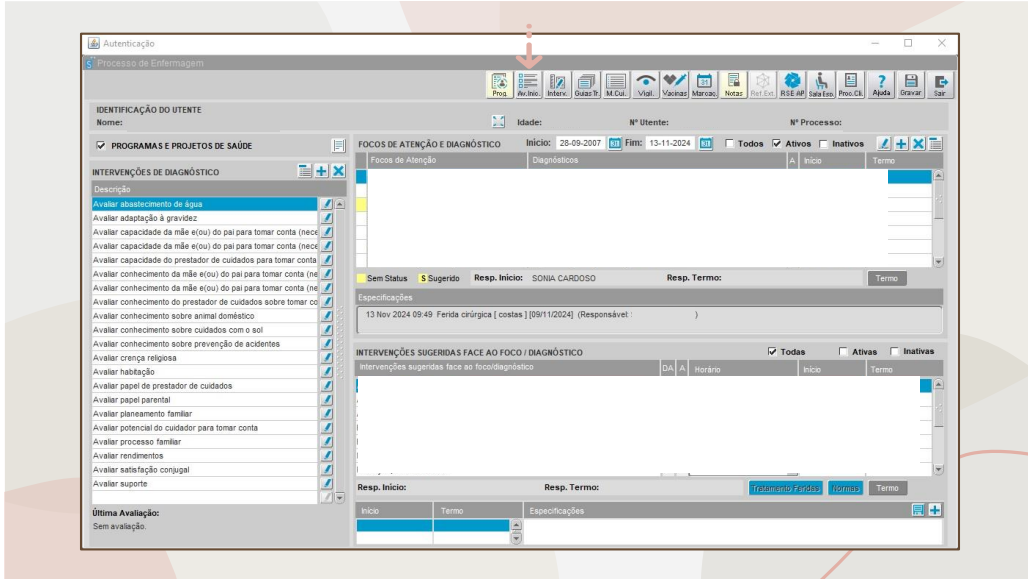 Autenticação
Processo de Enfermagem
Prog. Av.Inic. Interv. Guias Tr. M.Cui. Vigil. Vacinas Marcaç. Notas Ref.Ext. RSE AP Sala Esp. Proc.Cli. Ajuda Gravar Sair
IDENTIFICAÇÃO DO UTENTE
Nome: Idade: Nº Utente: Nº Processo:
PROGRAMAS E PROJETOS DE SAÚDE
FOCOS DE ATENÇÃO E DIAGNÓSTICO Início: 28-09-2007 Fim: 13-11-2024 Todos Ativos Inativos
Focos de Atenção Diagnósticos A Início Termo
INTERVENÇÕES DE DIAGNÓSTICO
Descrição
Avaliar abastecimento de água
Avaliar adaptação à gravidez
Avaliar capacidade da mãe e(ou) do pai para tomar conta (nece
Avaliar capacidade da mãe e(ou) do pai para tomar conta (nece
Avaliar capacidade do prestador de cuidados para tomar conta
Avaliar conhecimento da mãe e(ou) do pai para tomar conta (ne
Avaliar conhecimento da mãe e(ou) do pai para tomar conta (ne
Avaliar conhecimento do prestador de cuidados sobre tomar co
Avaliar conhecimento sobre animal doméstico
Avaliar conhecimento sobre cuidados com o sol
Avaliar conhecimento sobre prevenção de acidentes
Avaliar crença religiosa
Avaliar habitação
Avaliar papel de prestador de cuidados
Avaliar papel parental
Avaliar planeamento familiar
Avaliar potencial do cuidador para tomar conta
Avaliar processo familiar
Avaliar rendimentos
Avaliar satisfação conjugal
Avaliar suporte
Última Avaliação:
Sem avaliação.
Sem Status S Sugerido Resp. Início: SONIA CARDOSO Resp. Termo: Termo
Especificações
13 Nov 2024 09:49 Ferida cirúrgica [ costas ] [09/11/2024] (Responsável: )
INTERVENÇÕES SUGERIDAS FACE AO FOCO / DIAGNÓSTICO Todas Ativas Inativas
Intervenções sugeridas face ao foco/diagnóstico DA A Horário Início Termo
Resp. Início: Resp. Termo: Tratamento Feridas Normas Termo
Início Termo Especificações